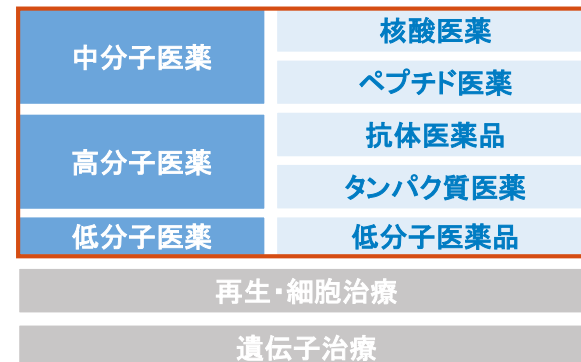 中分子医薬
核酸医薬
ペプチド医薬
高分子医薬
抗体医薬品
タンパク質医薬
低分子医薬
低分子医薬品
再生・細胞治療
遺伝子治療